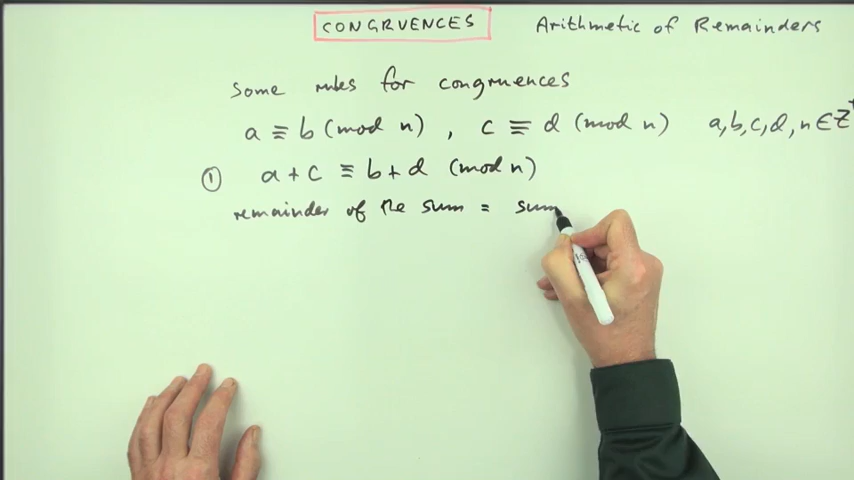 CONGRUENCES Arithmetic of Remainders
Some rules for congruences
a ≡ b (mod n) , c ≡ d (mod n) a,b,c,d,n ∈ Z⁺
① a + c ≡ b + d (mod n)
remainder of the sum = sum